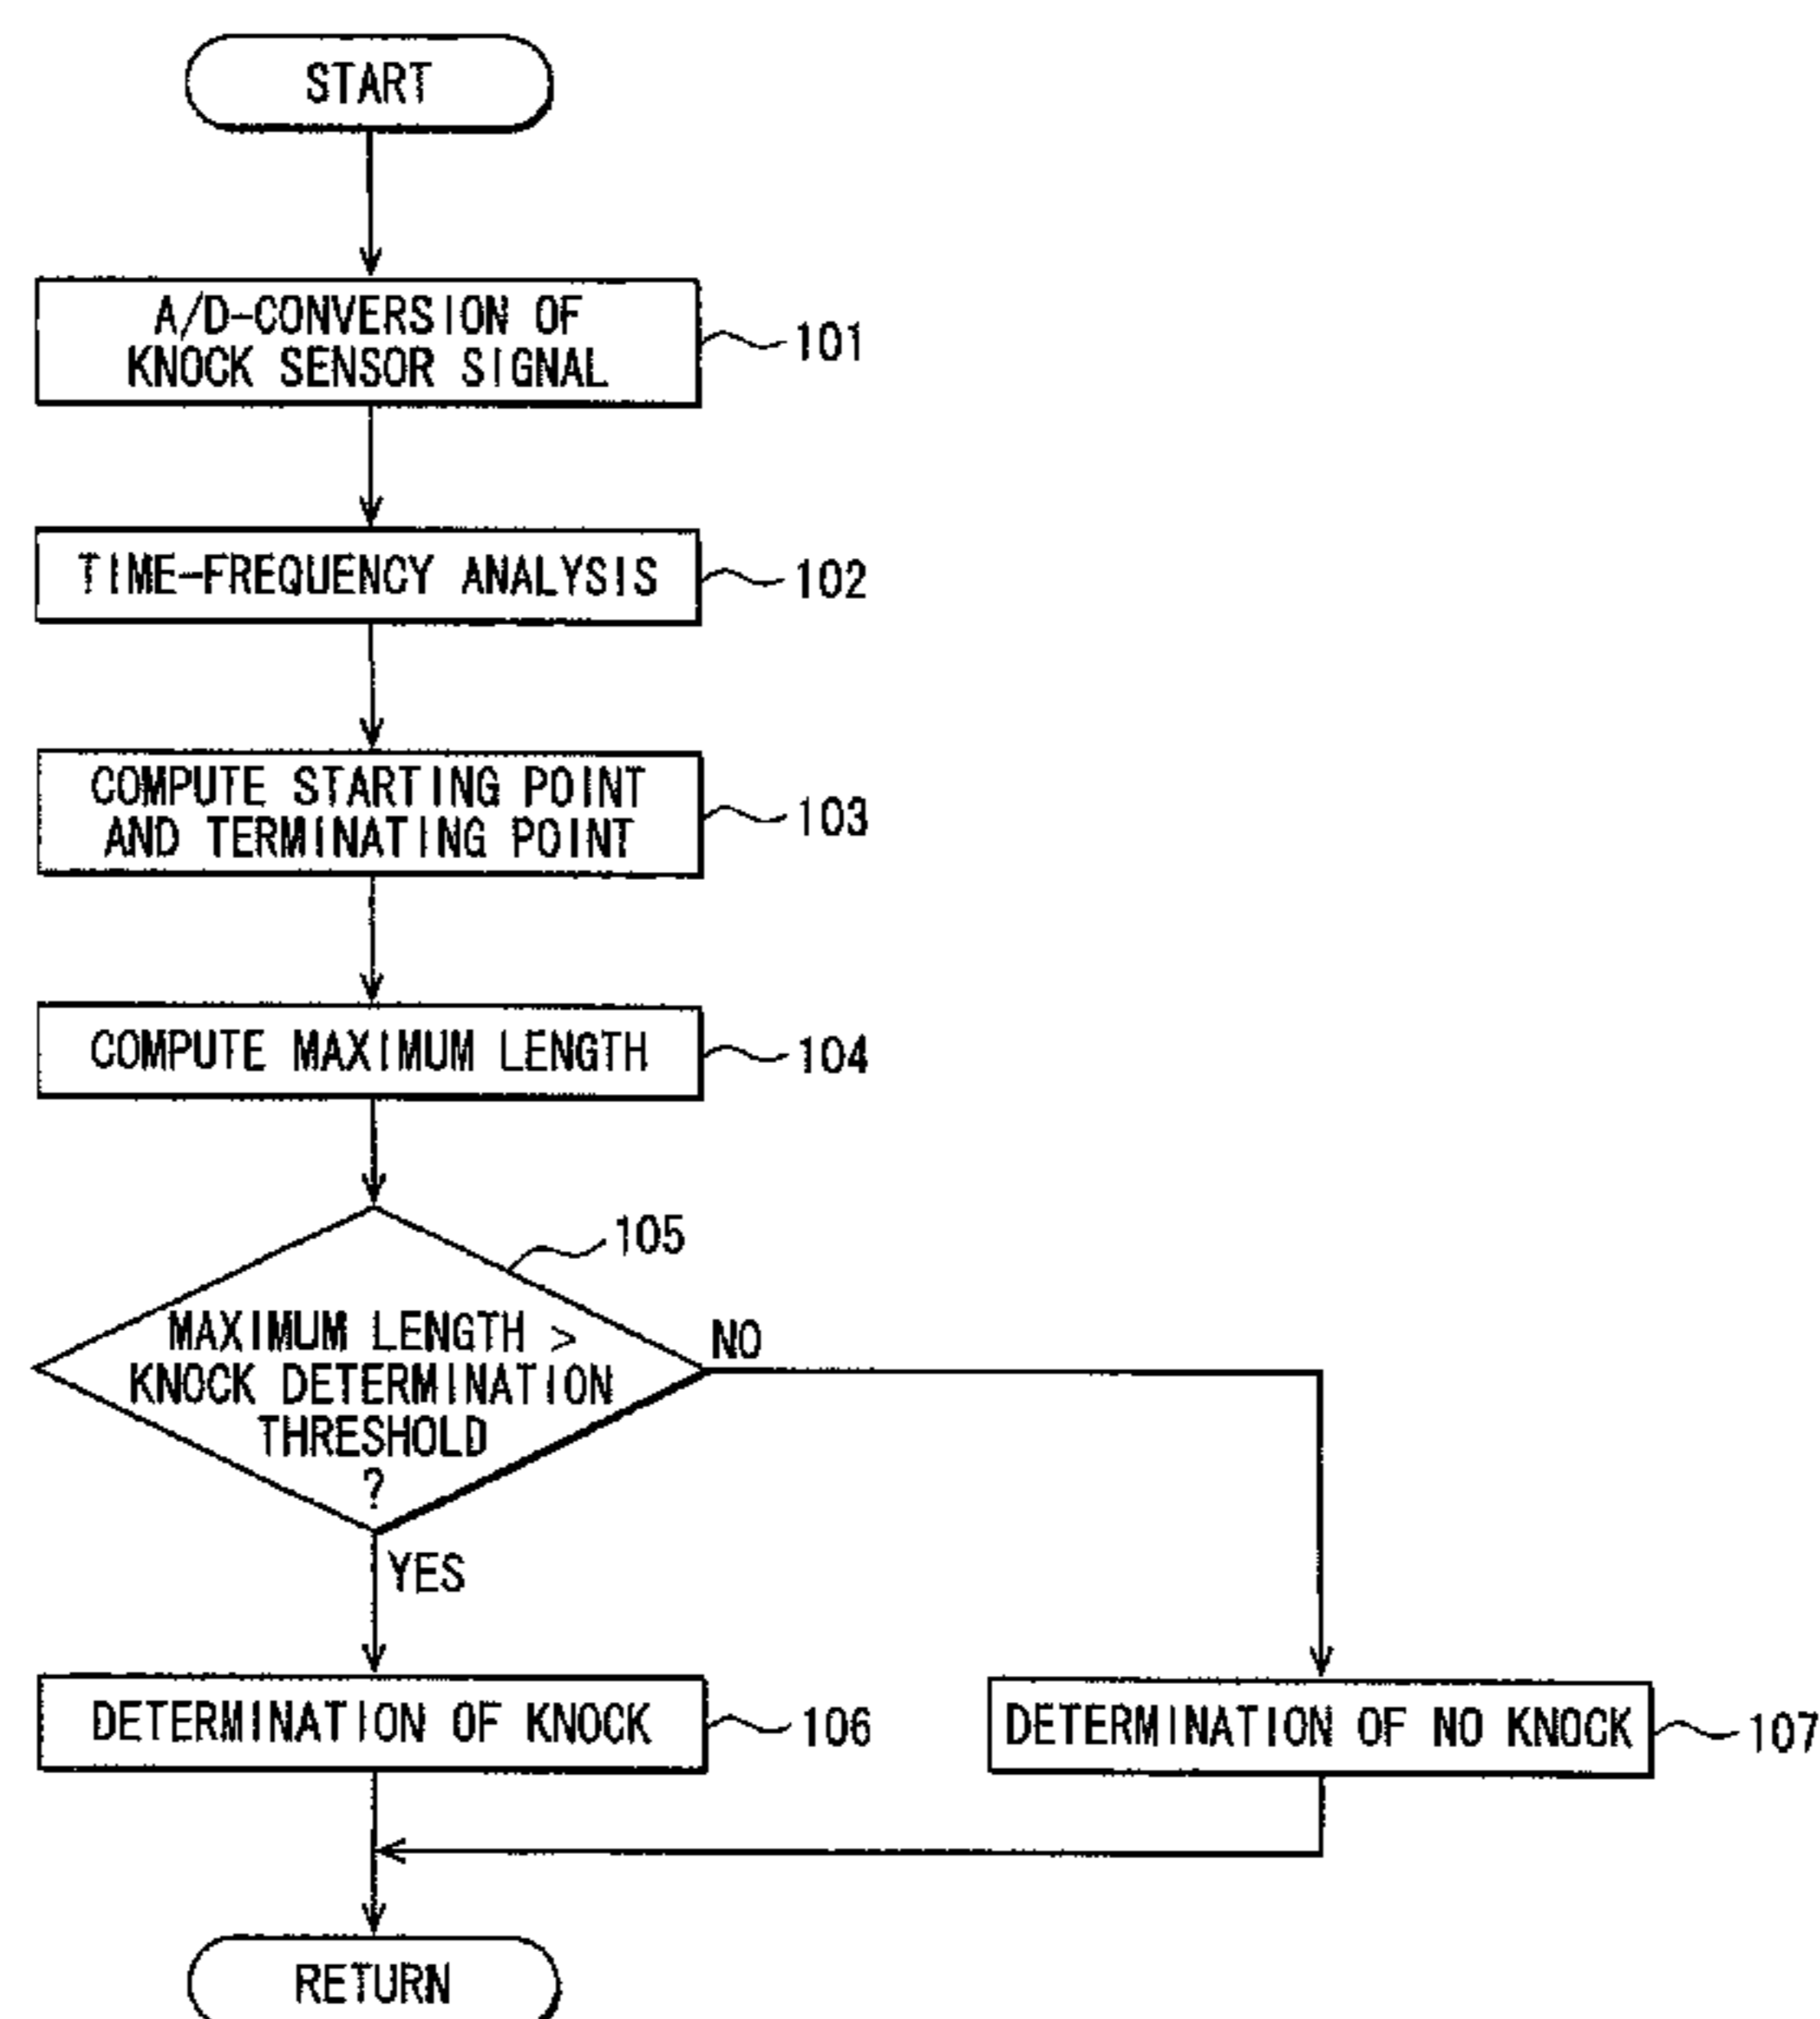 START
A/D-CONVERSION OF
KNOCK SENSOR SIGNAL
101
TIME-FREQUENCY ANALYSIS
102
COMPUTE STARTING POINT
AND TERMINATING POINT
103
COMPUTE MAXIMUM LENGTH
104
105
MAXIMUM LENGTH >
KNOCK DETERMINATION
THRESHOLD
?
NO
YES
DETERMINATION OF KNOCK
106
DETERMINATION OF NO KNOCK
107
RETURN